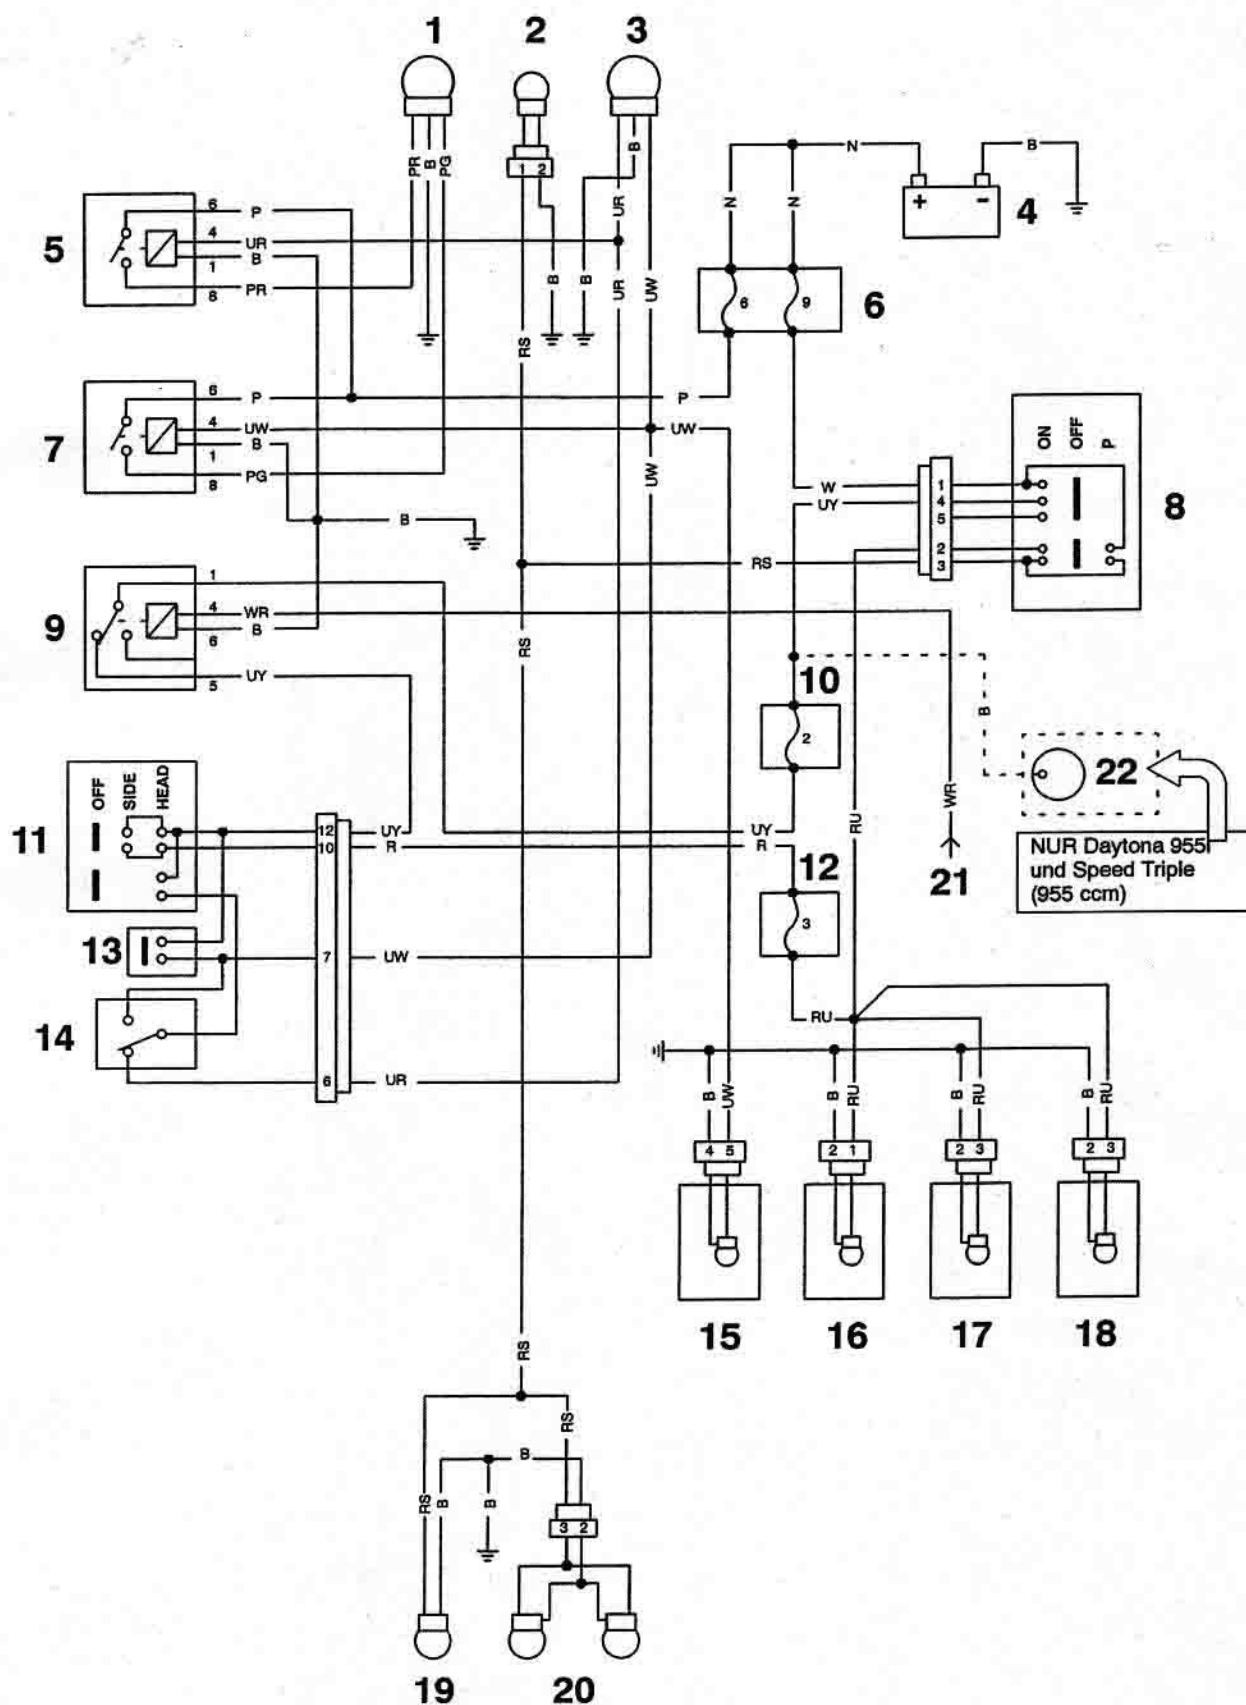 1 2 3
PR B PG
1 2
B
UR
UW
UR
B
B
RS
N B
N N
+ - 4
6 9 6
5
6 P
4 UR
B
1
8 PR
7
6 P P
4 UW UW
B
1
8 PG
UW
B
ON OFF P
W 1
UY 4
5
2
RS 3
8
9
1
4 WR
B
6
5 UY
RS
10
2
B
22
NUR Daytona 955i
und Speed Triple
(955 ccm)
WR
21
RU
11
OFF SIDE HEAD
12 UY UY
10 R R
12
3
13
7 UW
14
6 UR
RU
B UW B RU B RU B RU
4 5 2 1 2 3 2 3
15 16 17 18
RS
RS
B
RS B B
3 2
19 20